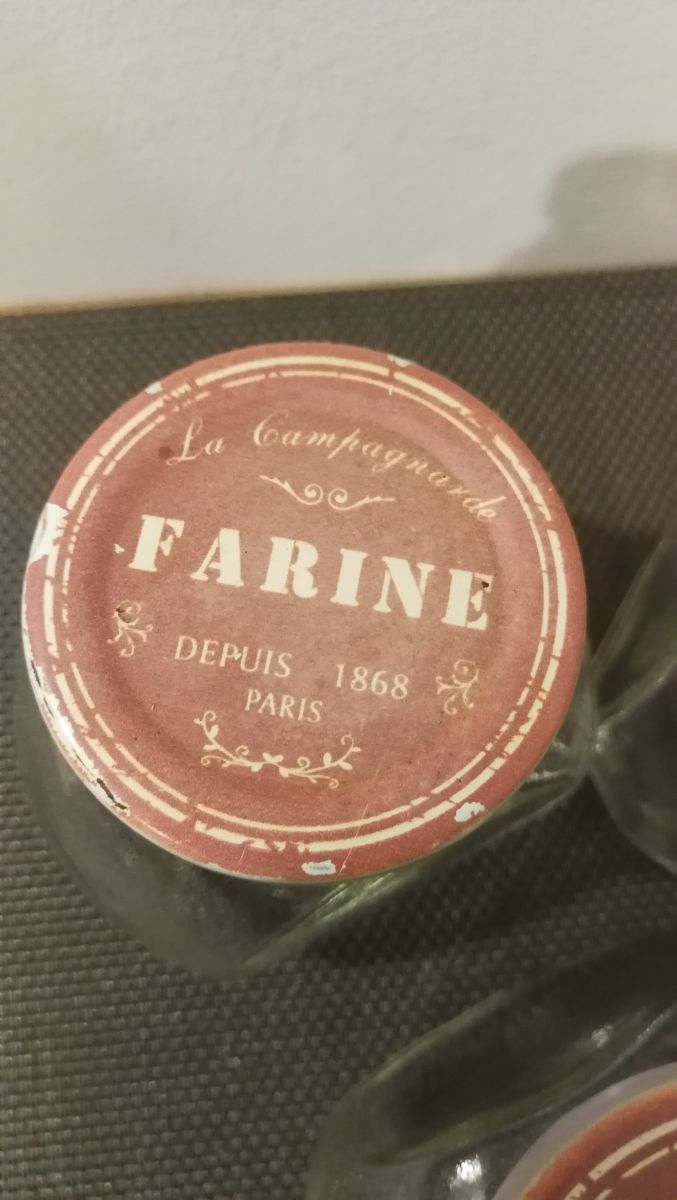 La Campagnarde
FARINE
DEPUIS 1868
PARIS